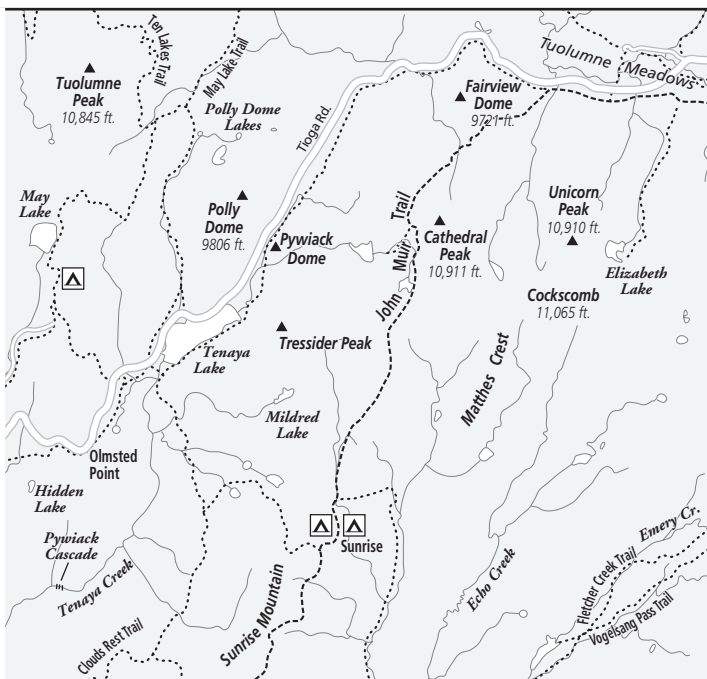 Ten Lakes Trail
May Lake Trail
Tuolumne Meadows
Tuolumne
Peak
10,845 ft.
Fairview
Dome
9721 ft.
Polly Dome
Lakes
Tioga Rd.
May
Lake
Polly
Dome
9806 ft.
Pywiack
Dome
John Muir Trail
Cathedral
Peak
10,911 ft.
Unicorn
Peak
10,910 ft.
Elizabeth
Lake
Cockscomb
11,065 ft.
Tenaya
Lake
Tressider Peak
Matthes Crest
Mildred
Lake
Olmsted
Point
Hidden
Lake
Pywiack
Cascade
Tenaya Creek
Sunrise
Sunrise Mountain
Clouds Rest Trail
Echo Creek
Emery Cr.
Fletcher Creek Trail
Vogelsang Pass Trail